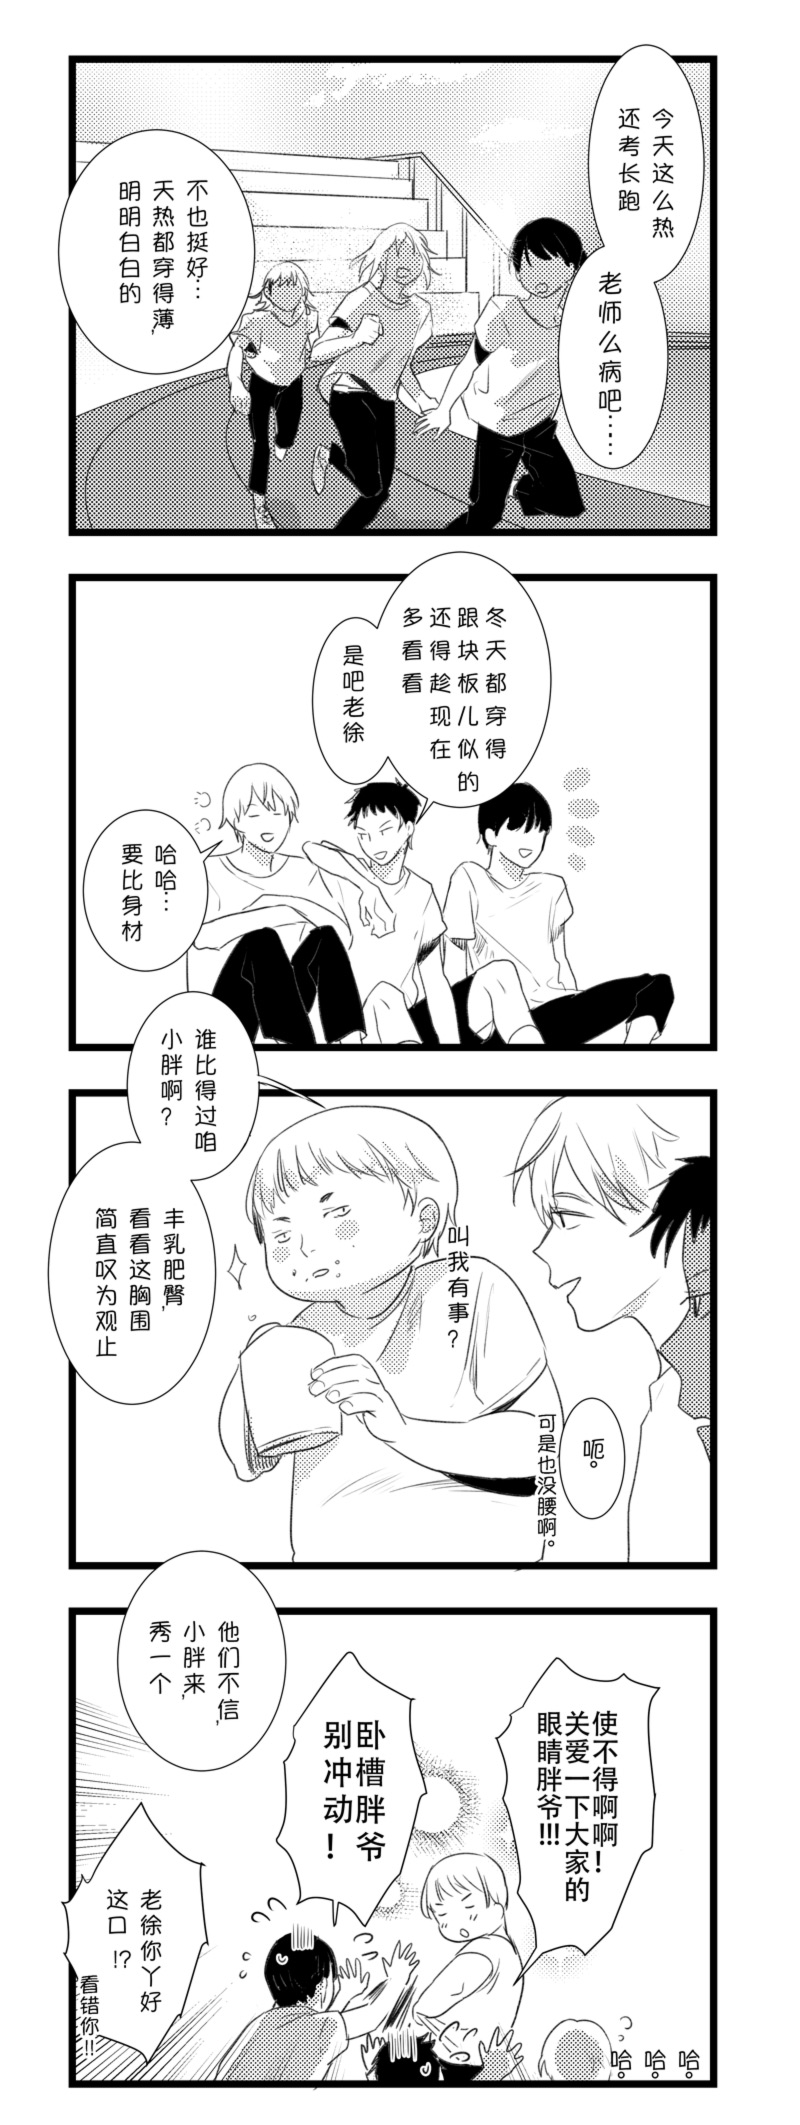 今天这么热
还考长跑
老师么病吧……
不也挺好…
天热都穿得薄,
明明白白的
冬天都穿得
跟块板儿似的
还得趁现在
多看看
是吧老徐
哈哈…
要比身材
谁比得过咱
小胖啊？
丰乳肥臀,
看看这胸围
简直叹为观止
叫我有事？
呃。
可是也没腰啊。
他们不信,
小胖来,
秀一个
使不得啊啊！
关爱一下大家的
眼睛胖爷!!!
卧槽胖爷
别冲动！
老徐你丫好
这口 !?
看错你!!
哈。哈。哈。